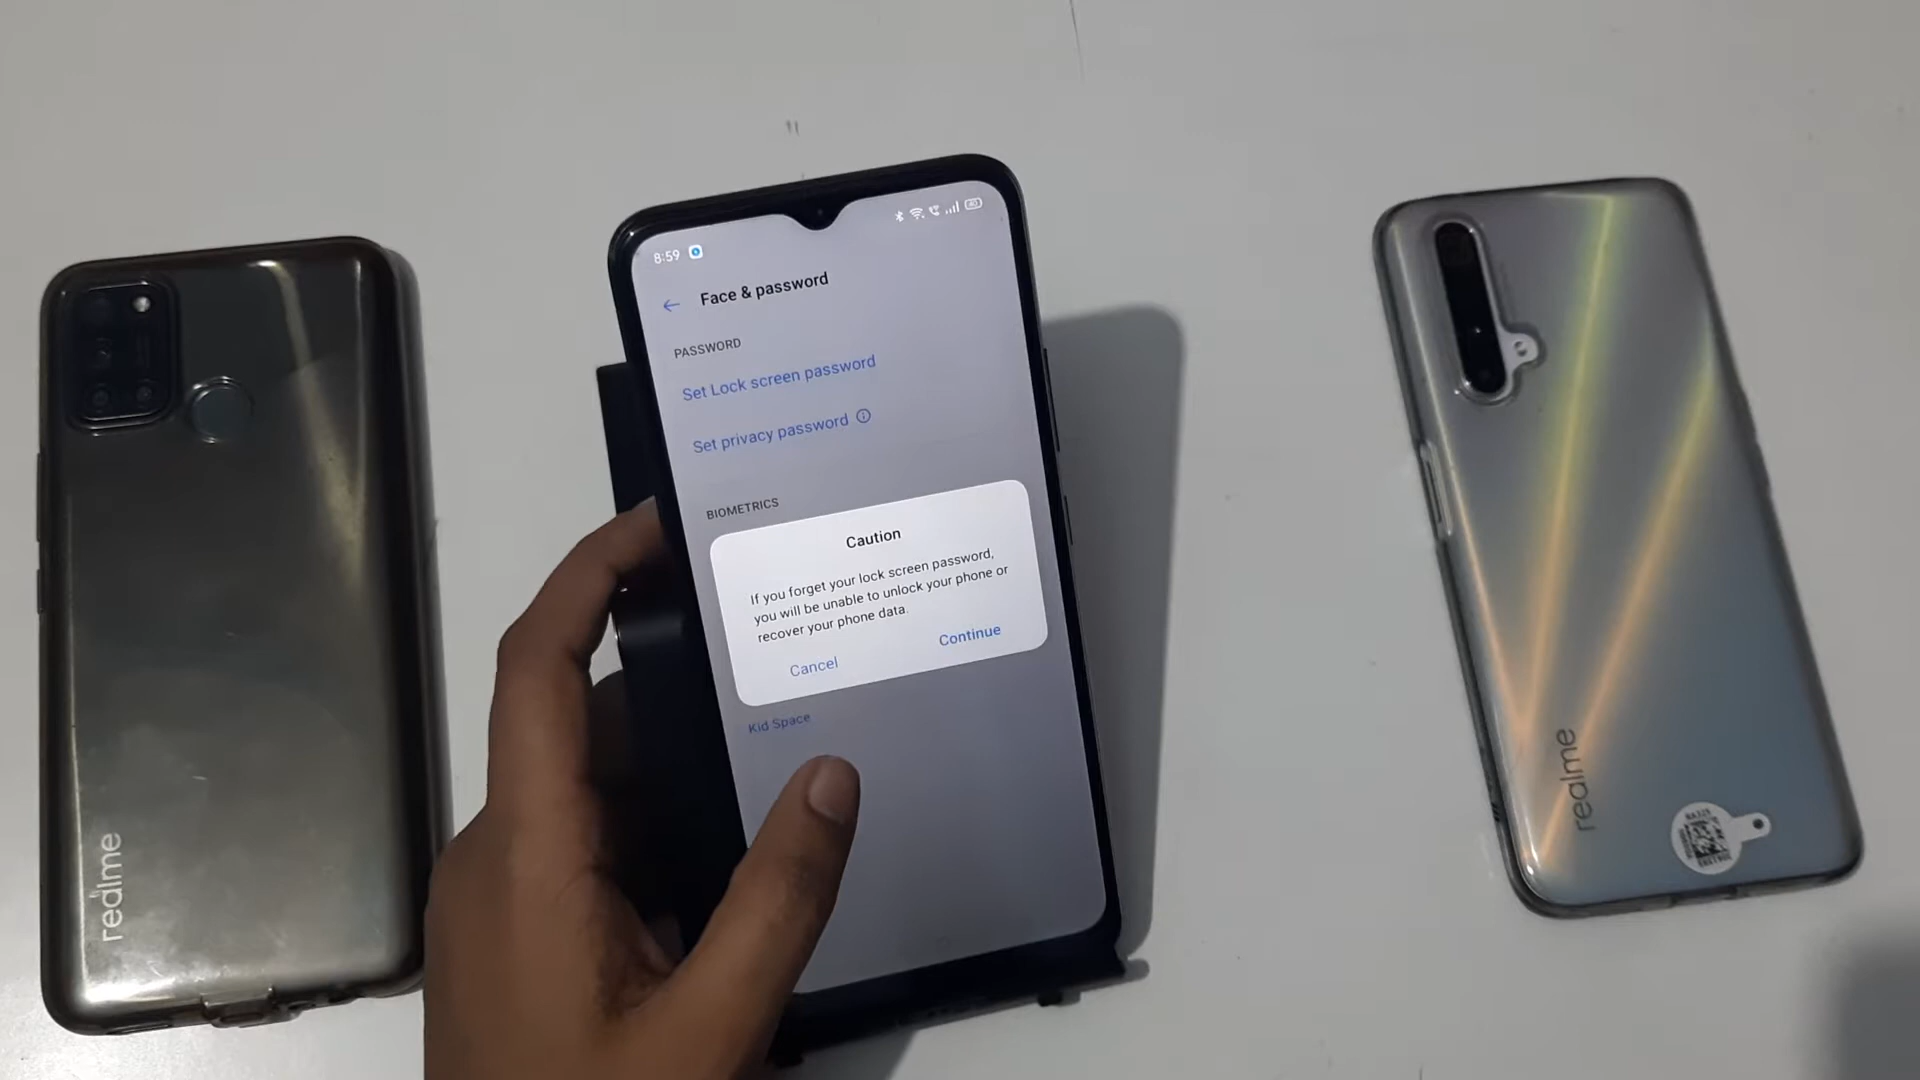 8:59
Face & password
PASSWORD
Set Lock screen password
Set privacy password
BIOMETRICS
Caution
If you forget your lock screen password,
you will be unable to unlock your phone or
recover your phone data.
Cancel
Continue
Kid Space
realme
realme